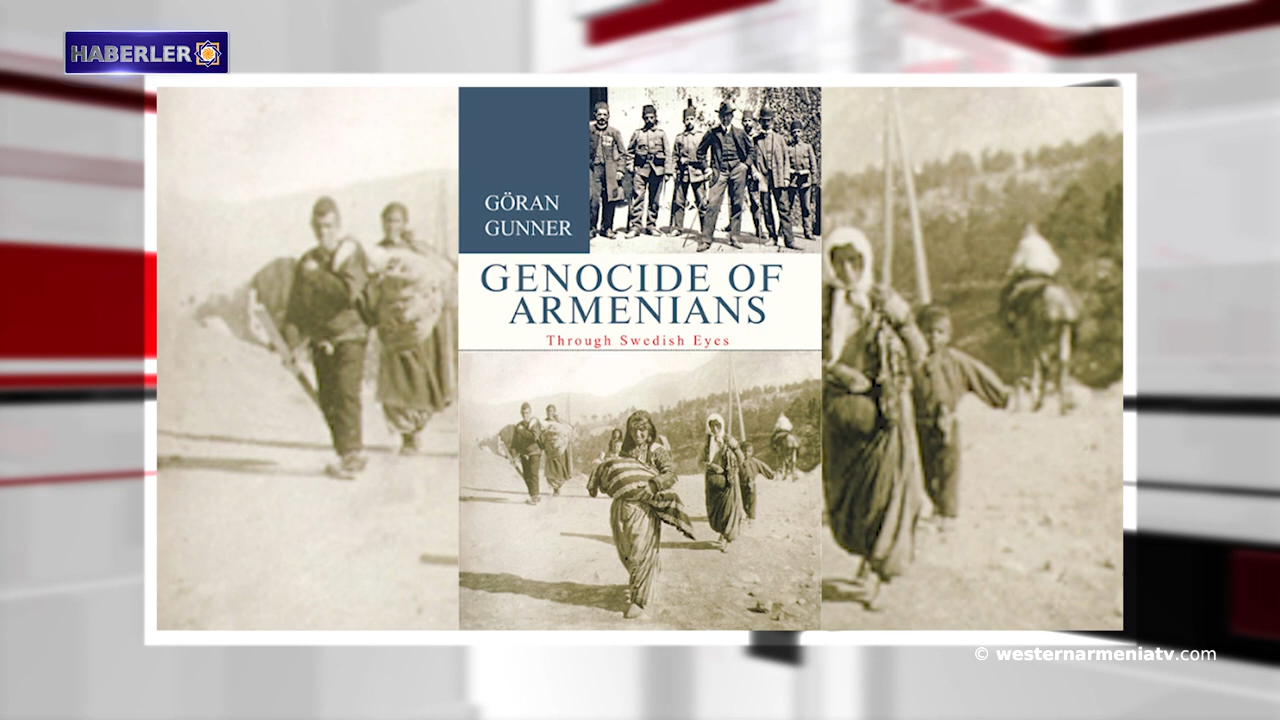 HABERLER
GÖRAN
GUNNER
GENOCIDE OF
ARMENIANS
Through Swedish Eyes
© westernarmeniatv.com